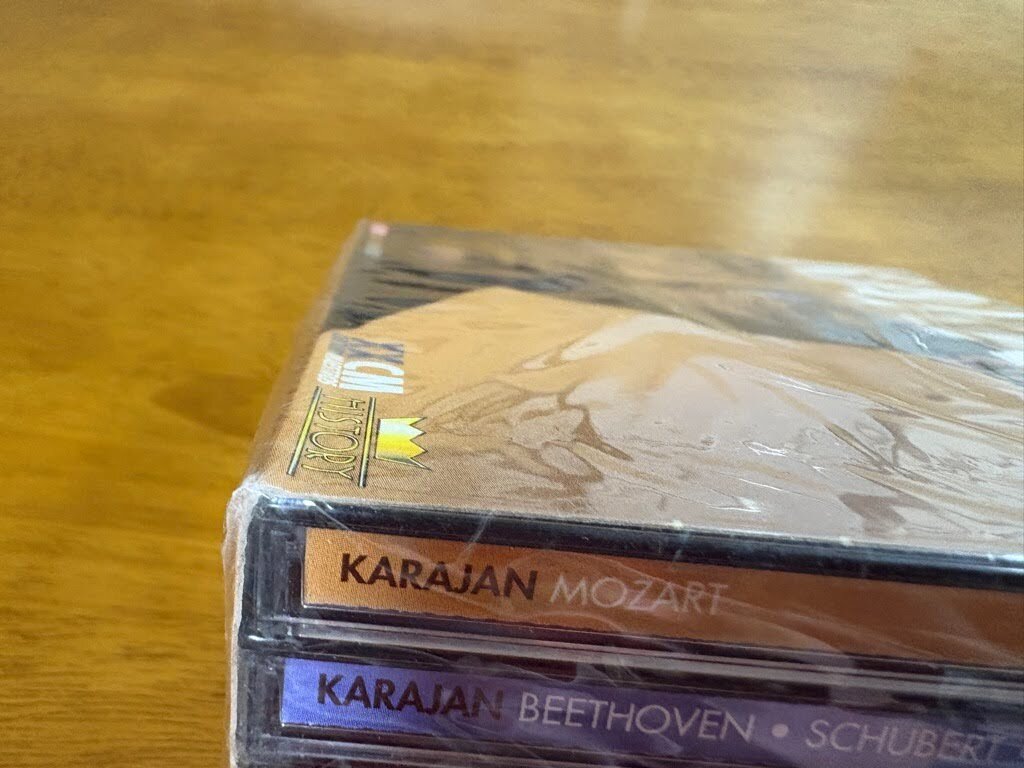 HISTORY
KARAJAN MOZART
KARAJAN BEETHOVEN • SCHUBERT